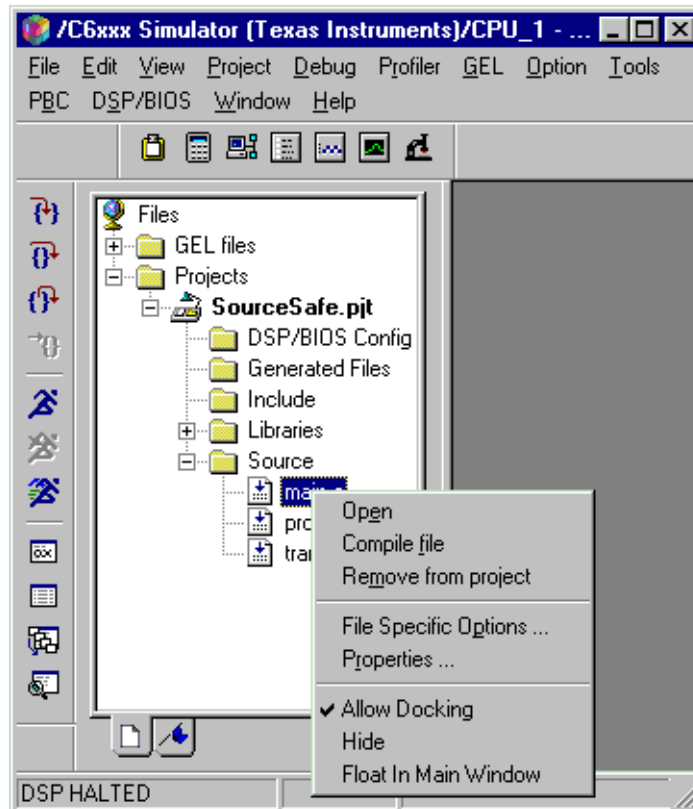 /C6xxx Simulator (Texas Instruments)/CPU_1 - ...
File Edit View Project Debug Profiler GEL Option Tools
PBC DSP/BIOS Window Help
Files
GEL files
Projects
SourceSafe.pjt
DSP/BIOS Config
Generated Files
Include
Libraries
Source
Open
Compile file
Remove from project
File Specific Options ...
Properties ...
Allow Docking
Hide
Float In Main Window
DSP HALTED